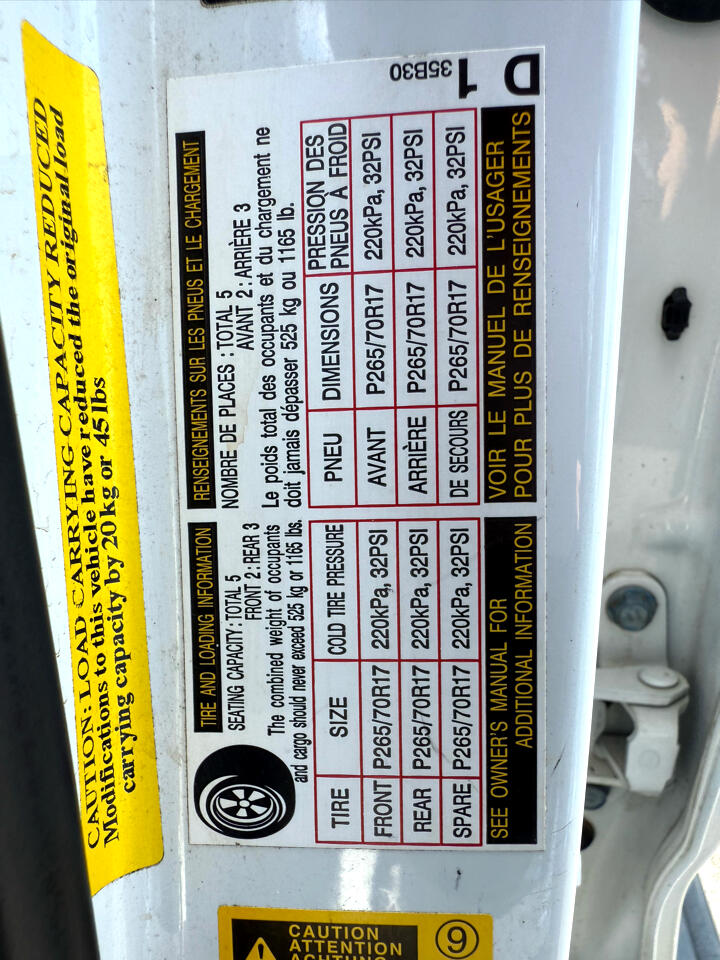 CAUTION: LOAD CARRYING CAPACITY REDUCED
Modifications to this vehicle have reduced the original load
carrying capacity by 20 kg or 45 lbs
TIRE AND LOADING INFORMATION
SEATING CAPACITY: TOTAL 5
FRONT 2: REAR 3
The combined weight of occupants
and cargo should never exceed 525 kg or 1165 lbs.
TIRE SIZE COLD TIRE PRESSURE
FRONT P265/70R17 220kPa, 32PSI
REAR P265/70R17 220kPa, 32PSI
SPARE P265/70R17 220kPa, 32PSI
SEE OWNER'S MANUAL FOR
ADDITIONAL INFORMATION
RENSEIGNEMENTS SUR LES PNEUS ET LE CHARGEMENT
NOMBRE DE PLACES : TOTAL 5
AVANT 2: ARRIÈRE 3
Le poids total des occupants et du chargement ne
doit jamais dépasser 525 kg ou 1165 lb.
PNEU DIMENSIONS PRESSION DES
PNEUS À FROID
AVANT P265/70R17 220kPa, 32PSI
ARRIÈRE P265/70R17 220kPa, 32PSI
DE SECOURS P265/70R17 220kPa, 32PSI
VOIR LE MANUEL DE L'USAGER
POUR PLUS DE RENSEIGNEMENTS
35B30
D 1
CAUTION
ATTENTION
ACHTUNG
9